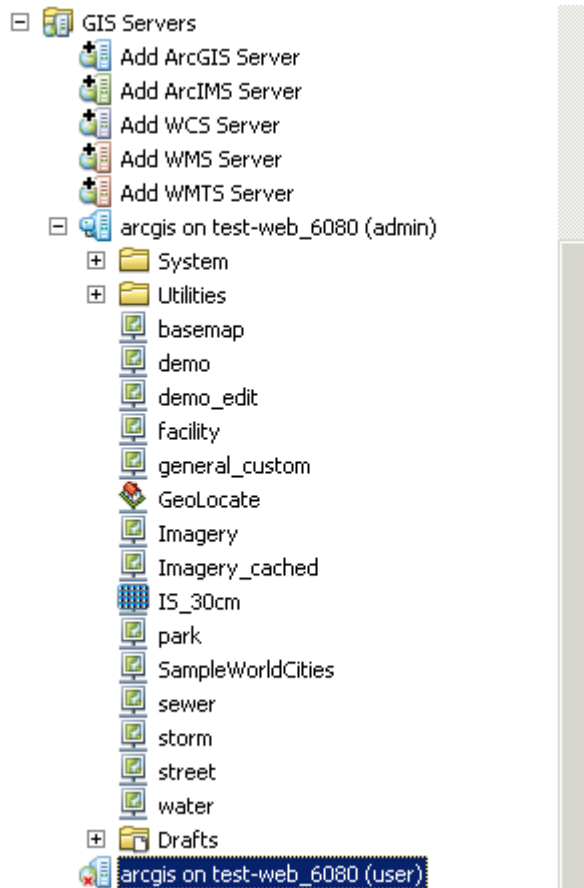 GIS Servers
Add ArcGIS Server
Add ArcIMS Server
Add WCS Server
Add WMS Server
Add WMTS Server
arcgis on test-web_6080 (admin)
System
Utilities
basemap
demo
demo_edit
facility
general_custom
GeoLocate
Imagery
Imagery_cached
IS_30cm
park
SampleWorldCities
sewer
storm
street
water
Drafts
arcgis on test-web_6080 (user)